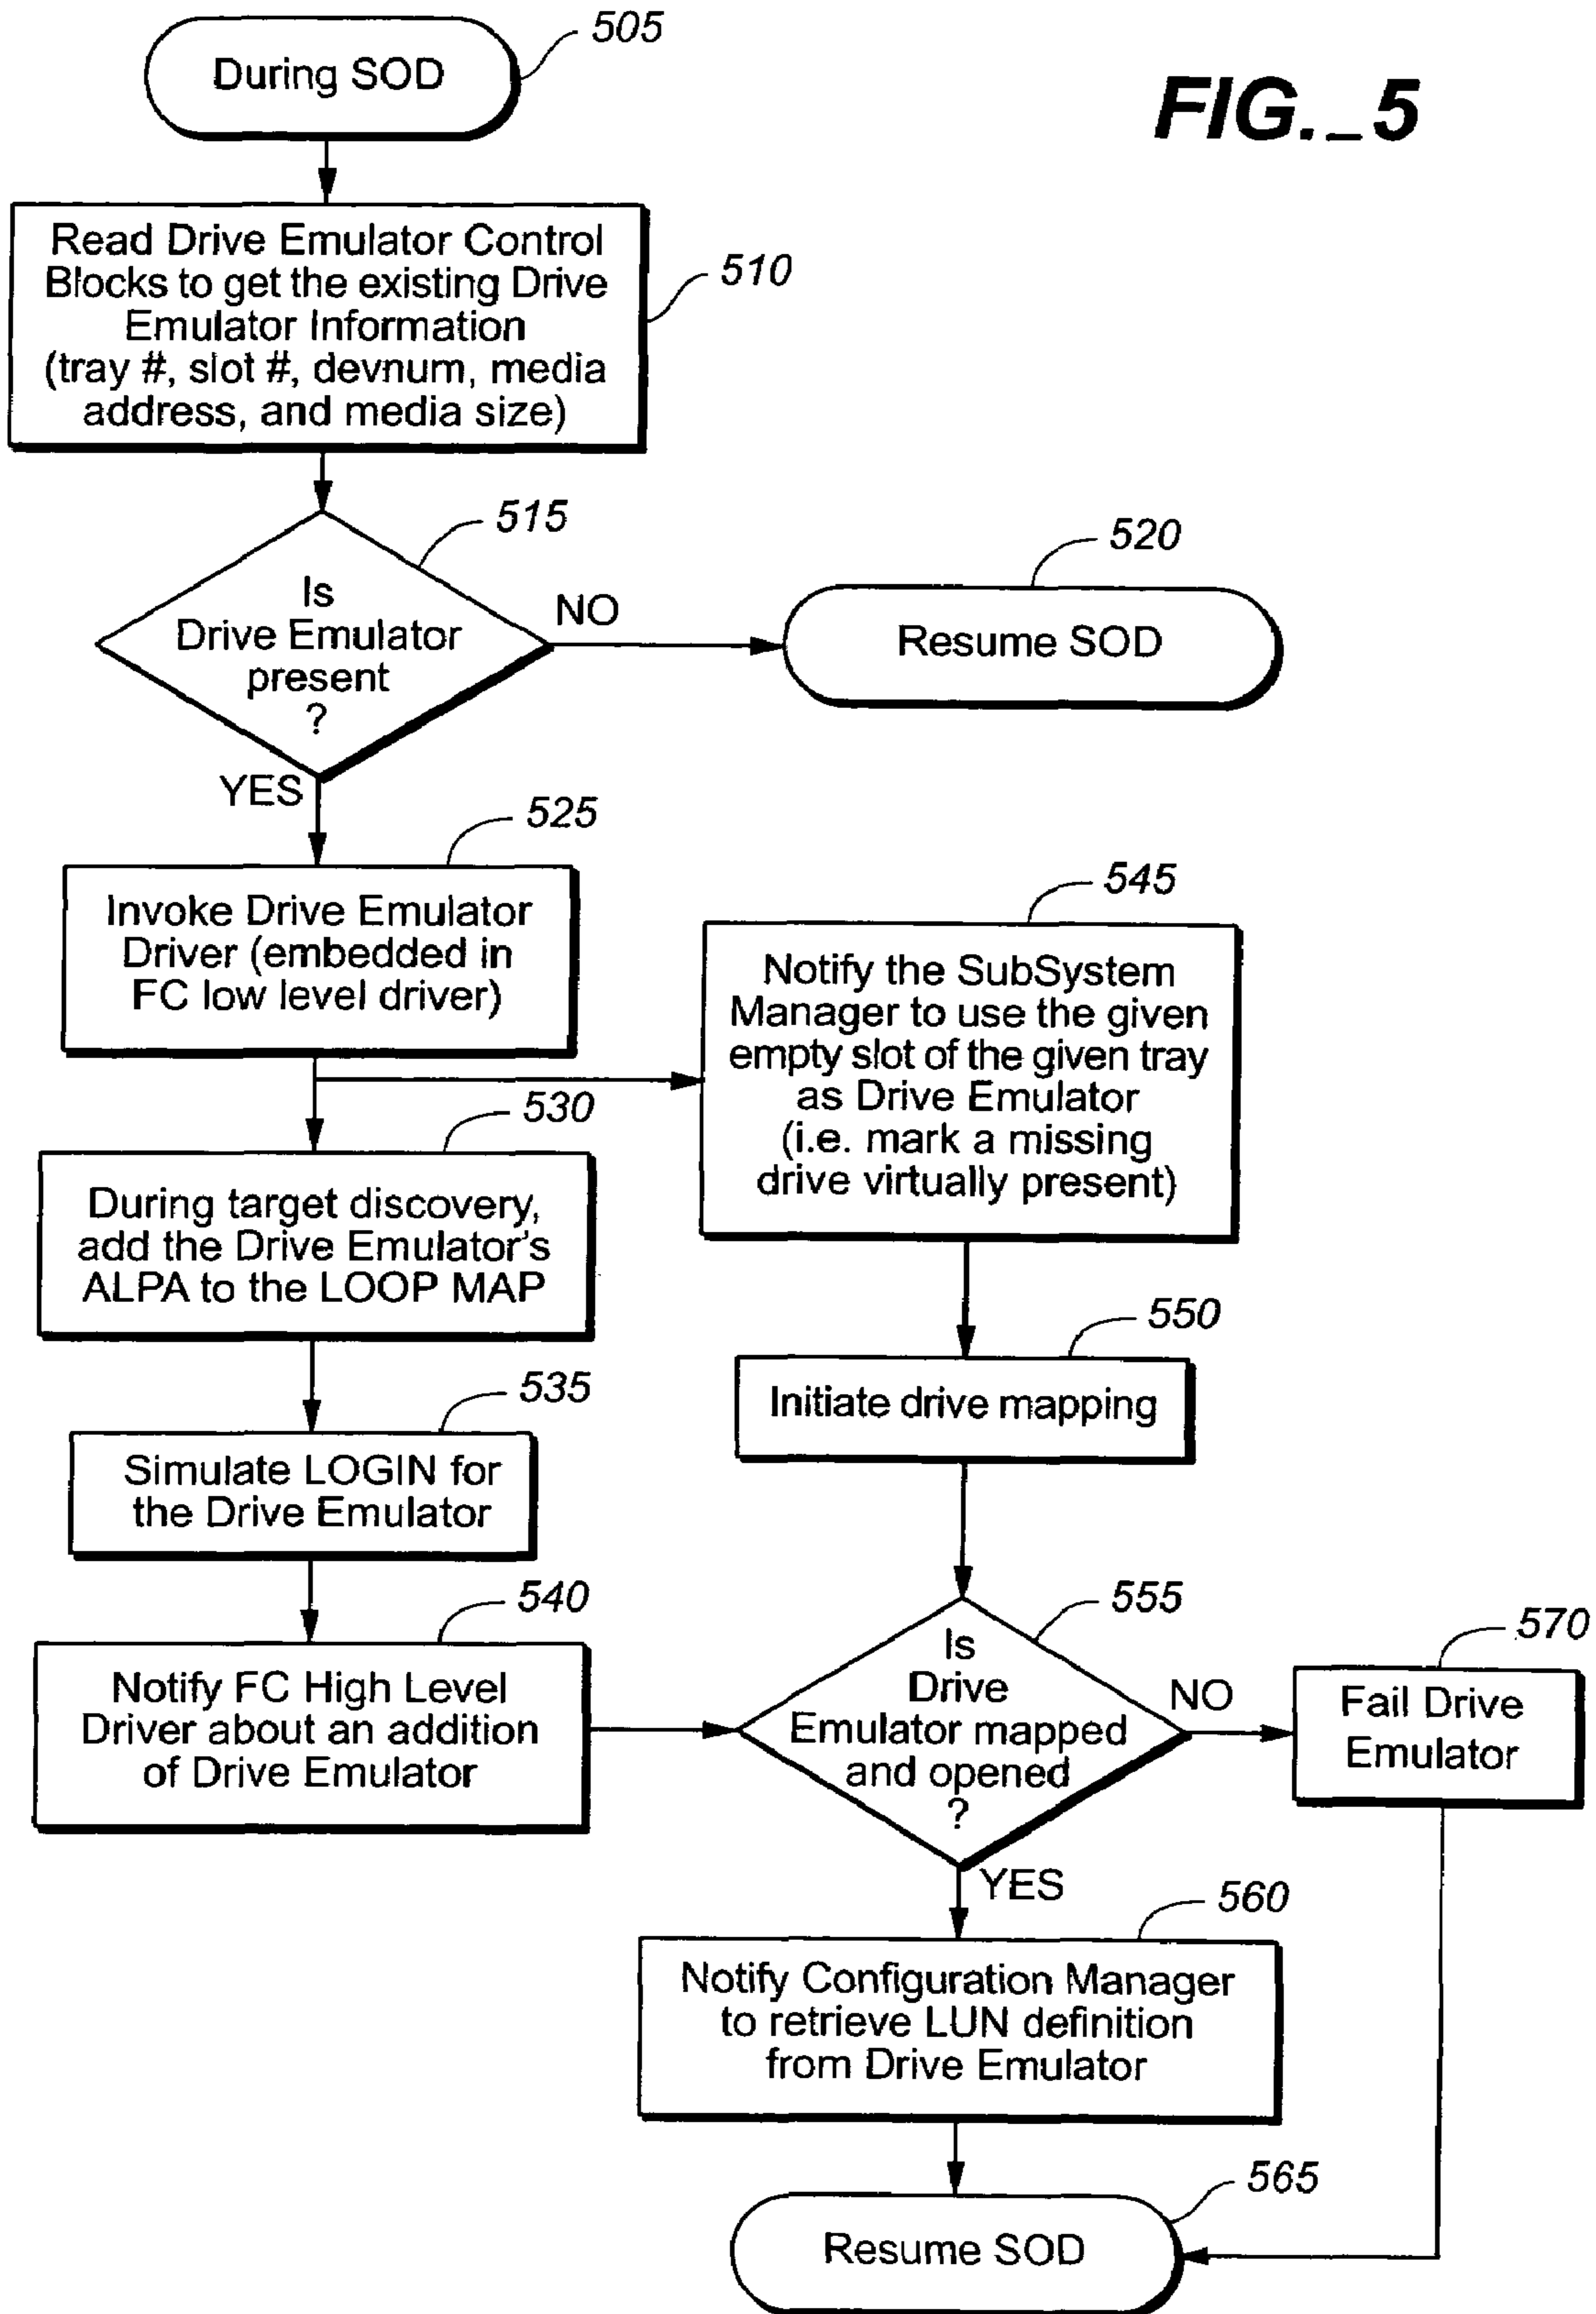 505
During SOD
FIG._5
Read Drive Emulator Control
Blocks to get the existing Drive
Emulator Information
(tray #, slot #, devnum, media
address, and media size)
510
515
Is
Drive Emulator
present
?
NO
520
Resume SOD
YES
525
Invoke Drive Emulator
Driver (embedded in
FC low level driver)
545
Notify the SubSystem
Manager to use the given
empty slot of the given tray
as Drive Emulator
(i.e. mark a missing
drive virtually present)
530
During target discovery,
add the Drive Emulator's
ALPA to the LOOP MAP
550
Initiate drive mapping
535
Simulate LOGIN for
the Drive Emulator
540
Notify FC High Level
Driver about an addition
of Drive Emulator
555
Is
Drive
Emulator mapped
and opened
?
NO
570
Fail Drive
Emulator
YES
560
Notify Configuration Manager
to retrieve LUN definition
from Drive Emulator
565
Resume SOD